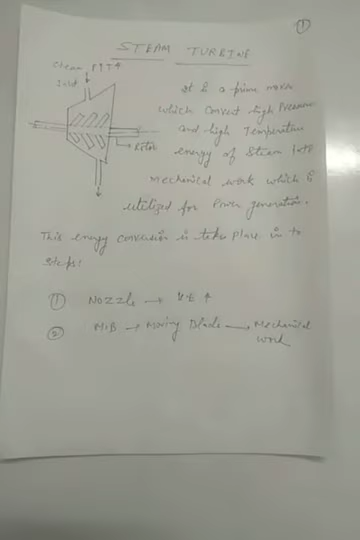 ①
STEAM TURBINE
Steam P↑T↑
Inlet
Rotor
It is a prime mover
which convert high Pressure
and high Temperature
energy of Steam into
Mechanical work which is
utilized for Power generation.
This energy conversion is take place in to
steps:
① Nozzle → K.E ↑
② M.B → Moving Blade → Mechanical
work